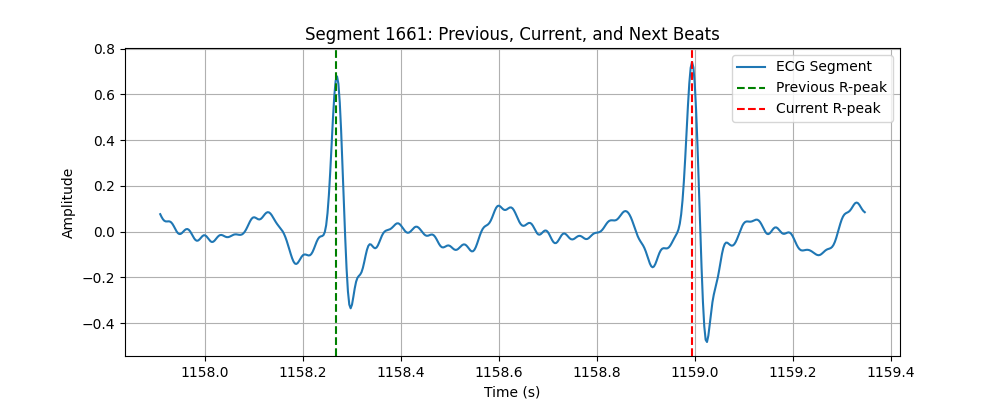 Segment 1661: Previous, Current, and Next Beats
ECG Segment
Previous R-peak
Current R-peak
Amplitude
0.8
0.6
0.4
0.2
0.0
−0.2
−0.4
1158.0 1158.2 1158.4 1158.6 1158.8 1159.0 1159.2 1159.4
Time (s)